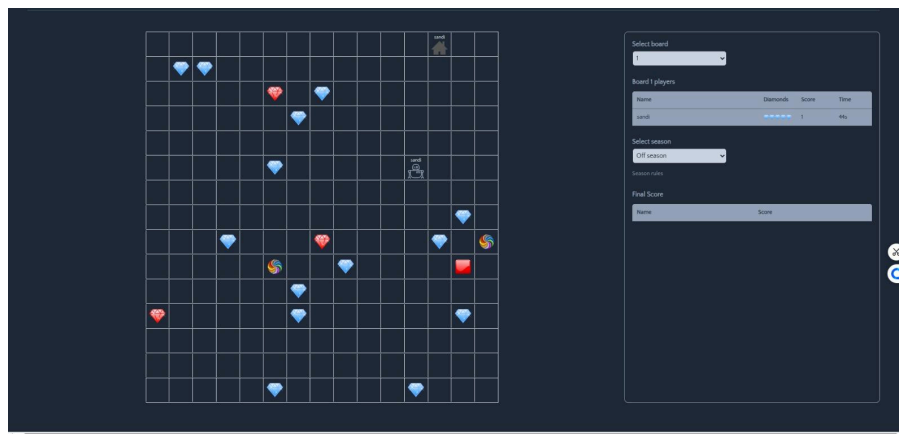 sandi
sandi
Select board
1
Board 1 players
Name Diamonds Score Time
sandi 1 44s
Select season
Off season
Season rules
Final Score
Name Score